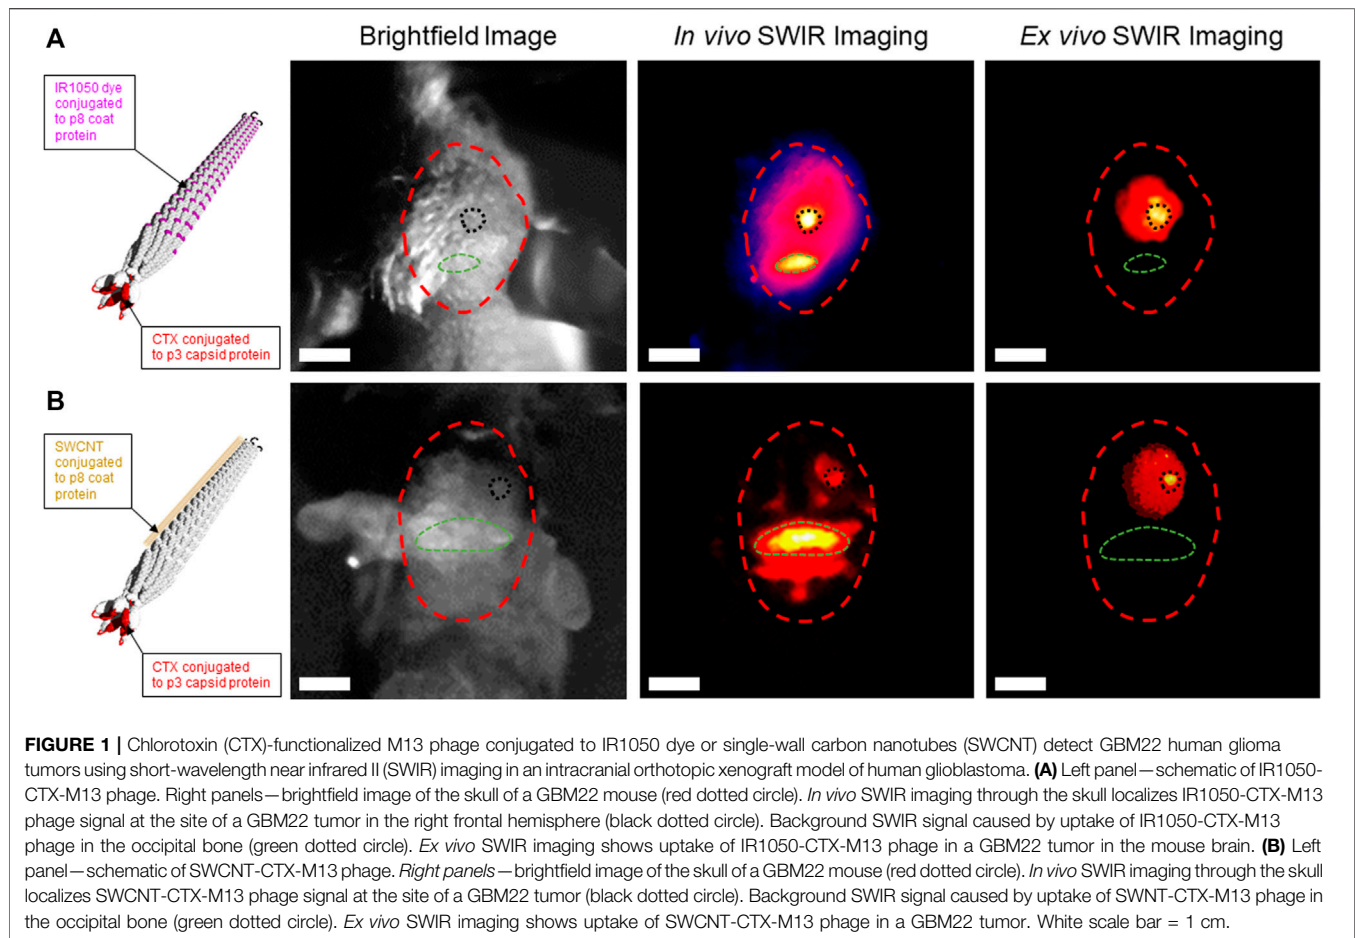 A
Brightfield Image
In vivo SWIR Imaging
Ex vivo SWIR Imaging
IR1050 dye
conjugated
to p8 coat
protein
CTX conjugated
to p3 capsid protein
B
SWCNT
conjugated
to p8 coat
protein
CTX conjugated
to p3 capsid protein
FIGURE 1 | Chlorotoxin (CTX)-functionalized M13 phage conjugated to IR1050 dye or single-wall carbon nanotubes (SWCNT) detect GBM22 human glioma
tumors using short-wavelength near infrared II (SWIR) imaging in an intracranial orthotopic xenograft model of human glioblastoma. (A) Left panel—schematic of IR1050-
CTX-M13 phage. Right panels—brightfield image of the skull of a GBM22 mouse (red dotted circle). In vivo SWIR imaging through the skull localizes IR1050-CTX-M13
phage signal at the site of a GBM22 tumor in the right frontal hemisphere (black dotted circle). Background SWIR signal caused by uptake of IR1050-CTX-M13
phage in the occipital bone (green dotted circle). Ex vivo SWIR imaging shows uptake of IR1050-CTX-M13 phage in a GBM22 tumor in the mouse brain. (B) Left
panel—schematic of SWCNT-CTX-M13 phage. Right panels—brightfield image of the skull of a GBM22 mouse (red dotted circle). In vivo SWIR imaging through the skull
localizes SWCNT-CTX-M13 phage signal at the site of a GBM22 tumor (black dotted circle). Background SWIR signal caused by uptake of SWNT-CTX-M13 phage in
the occipital bone (green dotted circle). Ex vivo SWIR imaging shows uptake of SWCNT-CTX-M13 phage in a GBM22 tumor. White scale bar = 1 cm.